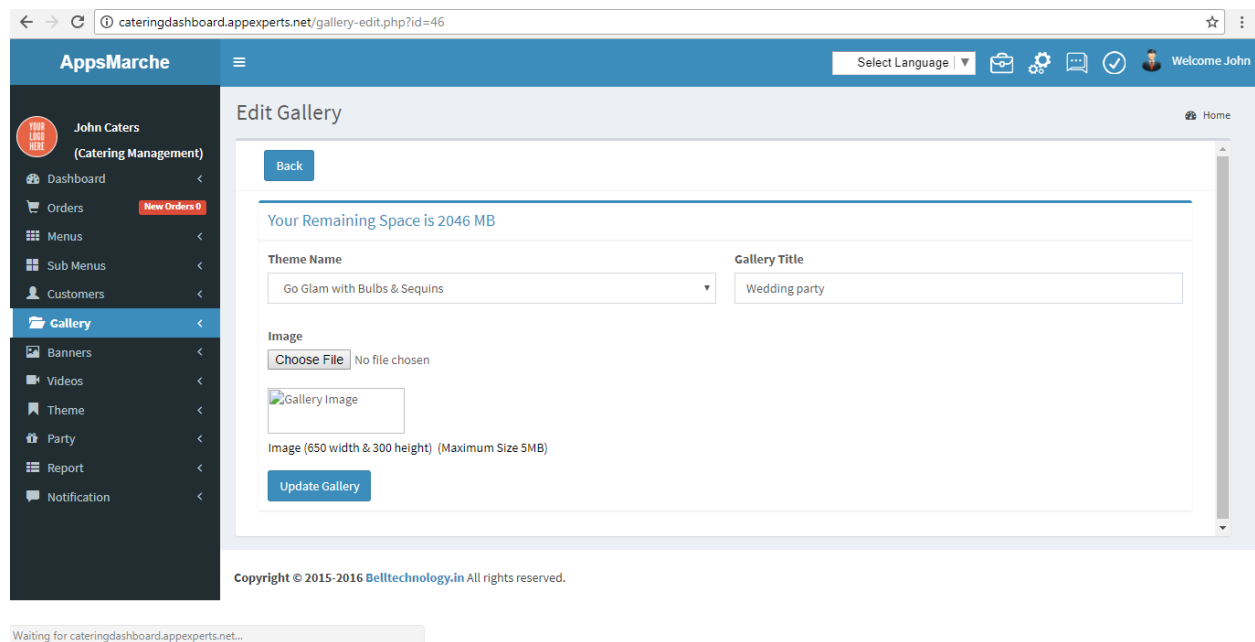 cateringdashboard.appexperts.net/gallery-edit.php?id=46
AppsMarche
Select Language
Welcome John
YOUR
LOGO
HERE
John Caters
(Catering Management)
Edit Gallery
Home
Dashboard
Orders
New Orders 0
Menus
Sub Menus
Customers
Gallery
Banners
Videos
Theme
Party
Report
Notification
Back
Your Remaining Space is 2046 MB
Theme Name
Gallery Title
Go Glam with Bulbs & Sequins
Wedding party
Image
Choose File No file chosen
Gallery Image
Image (650 width & 300 height) (Maximum Size 5MB)
Update Gallery
Copyright © 2015-2016 Belltechnology.in All rights reserved.
Waiting for cateringdashboard.appexperts.net...